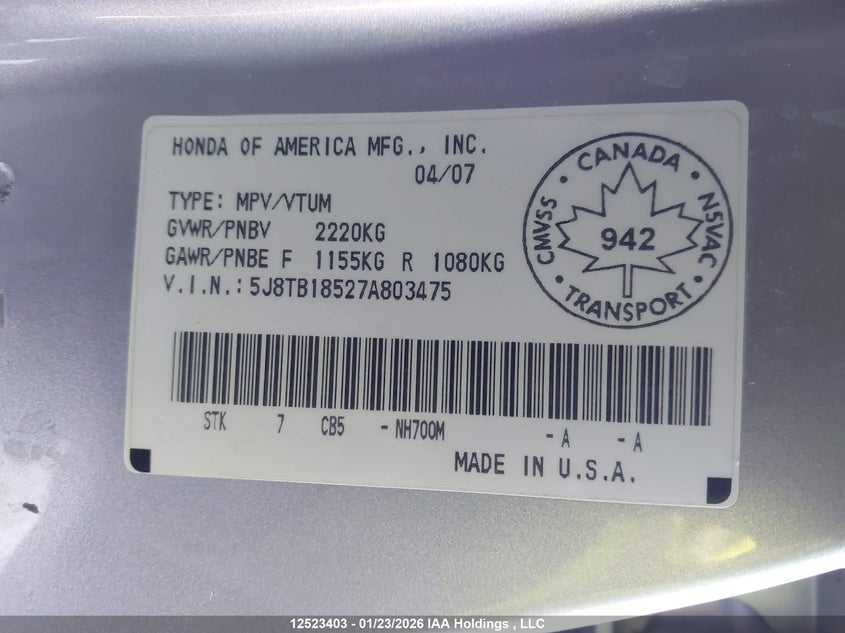 HONDA OF AMERICA MFG., INC.
04/07
TYPE: MPV/VTUM
GVWR/PNBV 2220KG
GAWR/PNBE F 1155KG R 1080KG
V.I.N.: 5J8TB18527A803475
CANADA
CMVSS
NSVAC
942
TRANSPORT
STK 7 CB5 -NH700M -A -A
MADE IN U.S.A.
12523403 - 01/23/2026 IAA Holdings , LLC